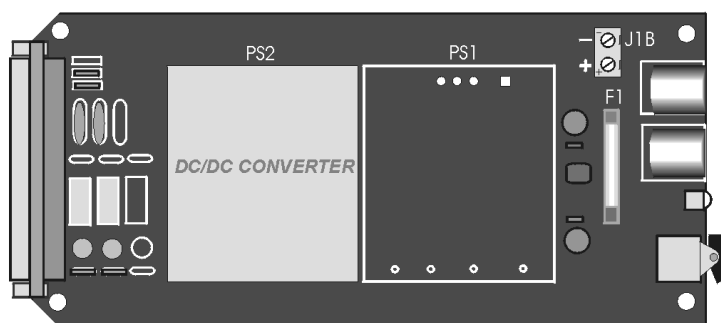 PS2
PS1
− J1B
+
F1
DC/DC CONVERTER